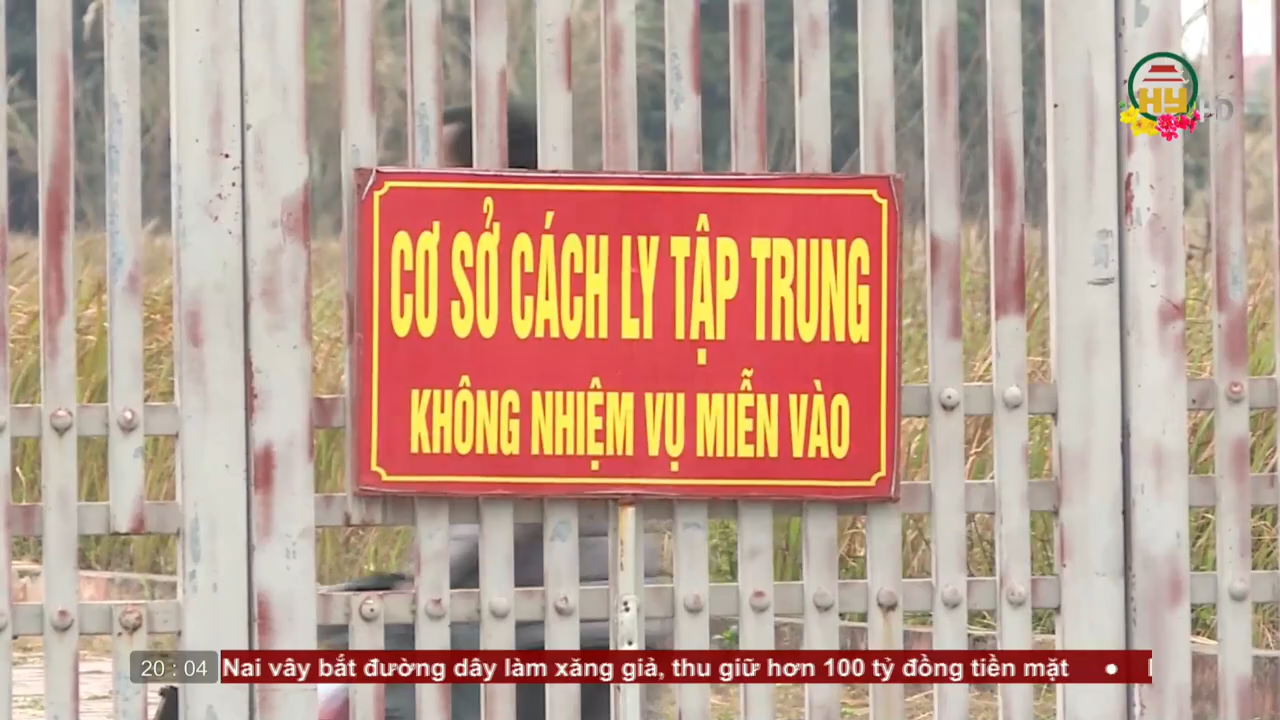 HY HD
CƠ SỞ CÁCH LY TẬP TRUNG
KHÔNG NHIỆM VỤ MIỄN VÀO
20 : 04 Nai vây bắt đường dây làm xăng giả, thu giữ hơn 100 tỷ đồng tiền mặt •